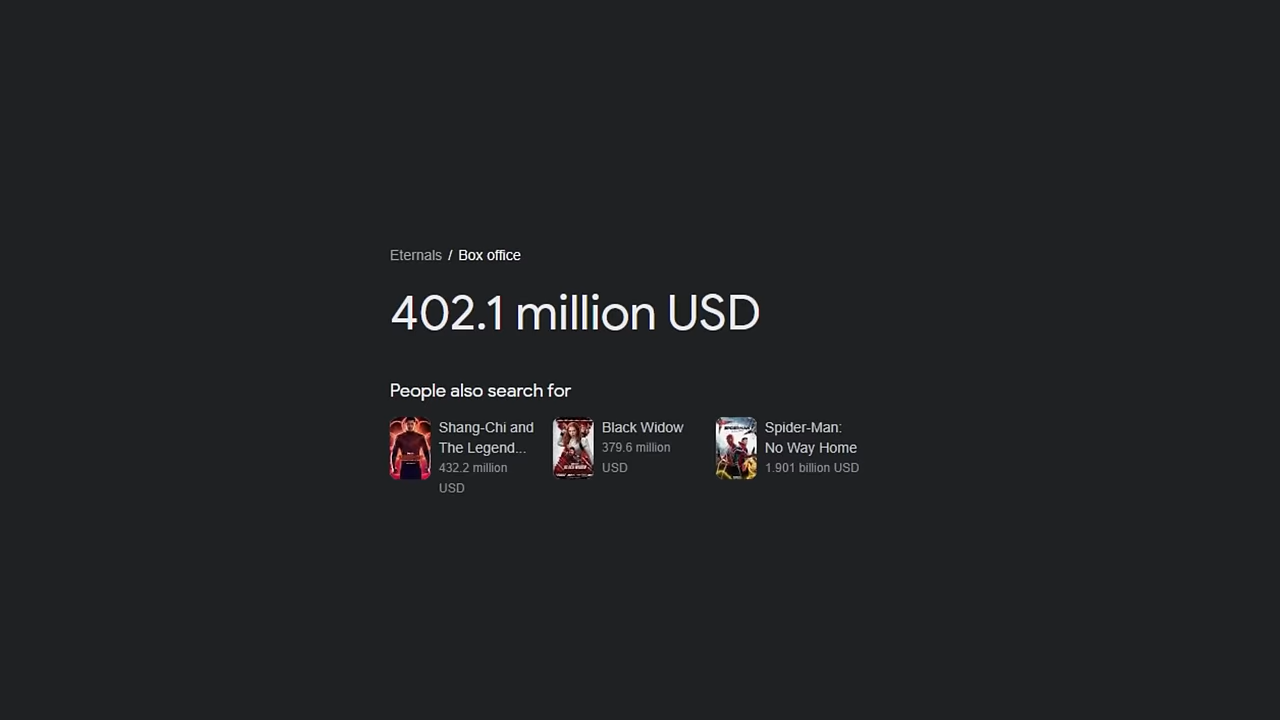 Eternals / Box office
402.1 million USD
People also search for
Shang-Chi and
The Legend...
432.2 million
USD
Black Widow
379.6 million
USD
Spider-Man:
No Way Home
1.901 billion USD